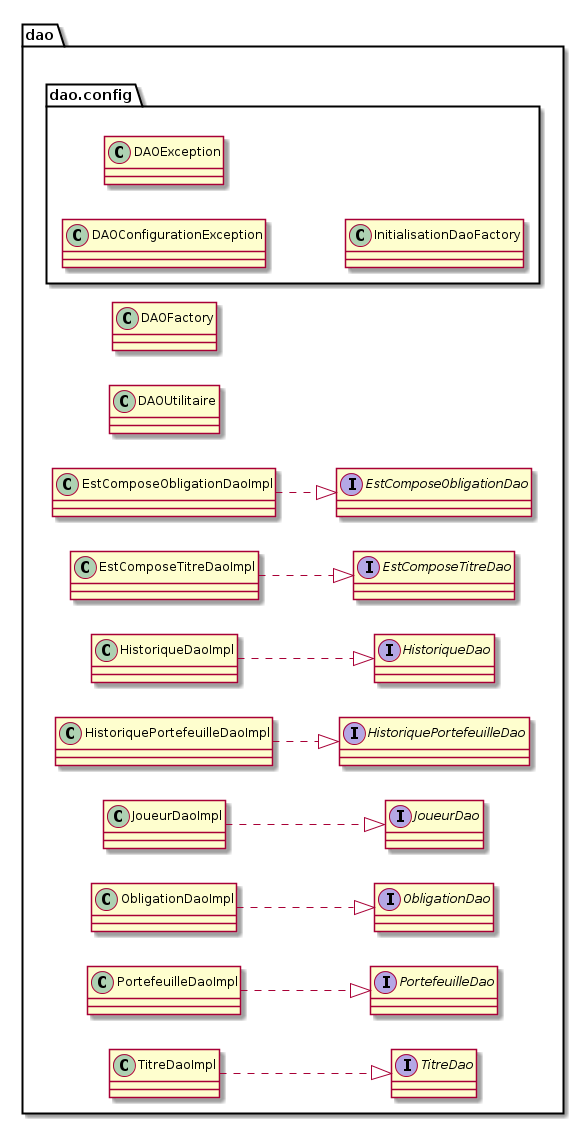 dao
dao.config
C DAOException
C DAOConfigurationException
C InitialisationDaoFactory
C DAOFactory
C DAOUtilitaire
C EstComposeObligationDaoImpl
I EstComposeObligationDao
C EstComposeTitreDaoImpl
I EstComposeTitreDao
C HistoriqueDaoImpl
I HistoriqueDao
C HistoriquePortefeuilleDaoImpl
I HistoriquePortefeuilleDao
C JoueurDaoImpl
I JoueurDao
C ObligationDaoImpl
I ObligationDao
C PortefeuilleDaoImpl
I PortefeuilleDao
C TitreDaoImpl
I TitreDao